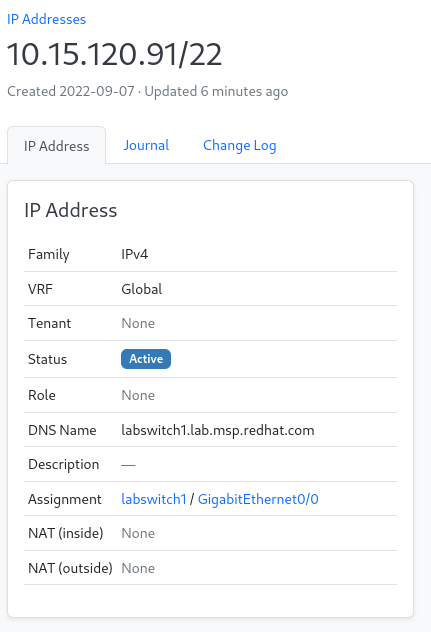 IP Addresses
10.15.120.91/22
Created 2022-09-07 · Updated 6 minutes ago
IP Address Journal Change Log
IP Address
Family IPv4
VRF Global
Tenant None
Status Active
Role None
DNS Name labswitch1.lab.msp.redhat.com
Description —
Assignment labswitch1 / GigabitEthernet0/0
NAT (inside) None
NAT (outside) None